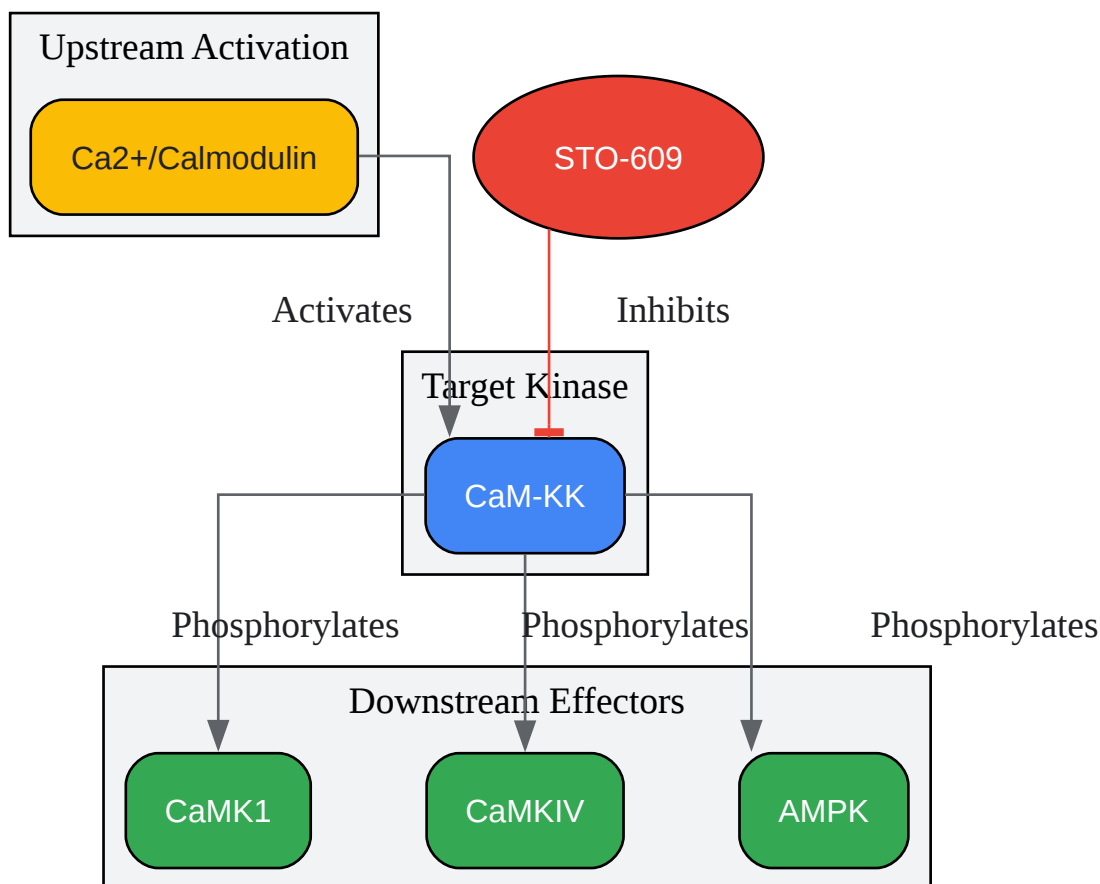 Upstream Activation
Ca2+/Calmodulin
STO-609
Activates
Inhibits
Target Kinase
CaM-KK
Phosphorylates
Phosphorylates
Phosphorylates
Downstream Effectors
CaMK1
CaMKIV
AMPK